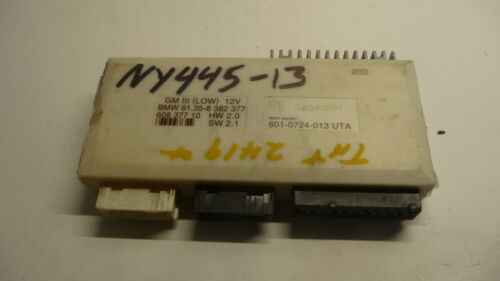 NY445-13
GM III (LOW) 12V
BMW 61.35-8 382 377
608 377 10 HW 2.0
SW 2.1
601-0724-013 UTA